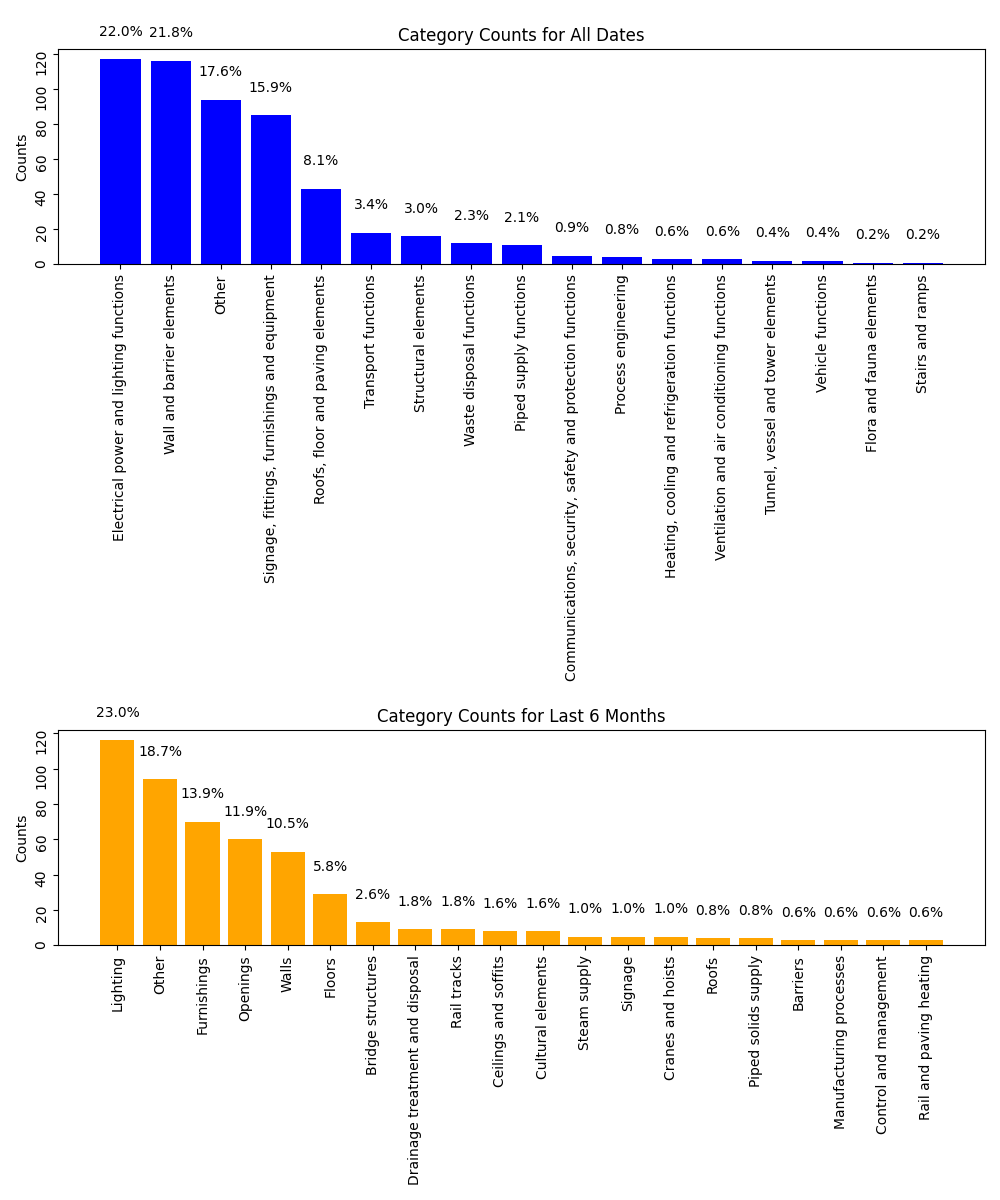 22.0% 21.8%
Category Counts for All Dates
17.6%
15.9%
8.1%
3.4%
3.0%
2.3%
2.1%
0.9%
0.8%
0.6%
0.6%
0.4%
0.4%
0.2%
0.2%
Counts
120
100
80
60
40
20
0
Electrical power and lighting functions
Wall and barrier elements
Other
Signage, fittings, furnishings and equipment
Roofs, floor and paving elements
Transport functions
Structural elements
Waste disposal functions
Piped supply functions
Communications, security, safety and protection functions
Process engineering
Heating, cooling and refrigeration functions
Ventilation and air conditioning functions
Tunnel, vessel and tower elements
Vehicle functions
Flora and fauna elements
Stairs and ramps
23.0%
Category Counts for Last 6 Months
18.7%
13.9%
11.9%
10.5%
5.8%
2.6%
1.8%
1.8%
1.6%
1.6%
1.0%
1.0%
1.0%
0.8%
0.8%
0.6%
0.6%
0.6%
0.6%
Counts
120
100
80
60
40
20
0
Lighting
Other
Furnishings
Openings
Walls
Floors
Bridge structures
Drainage treatment and disposal
Rail tracks
Ceilings and soffits
Cultural elements
Steam supply
Signage
Cranes and hoists
Roofs
Piped solids supply
Barriers
Manufacturing processes
Control and management
Rail and paving heating